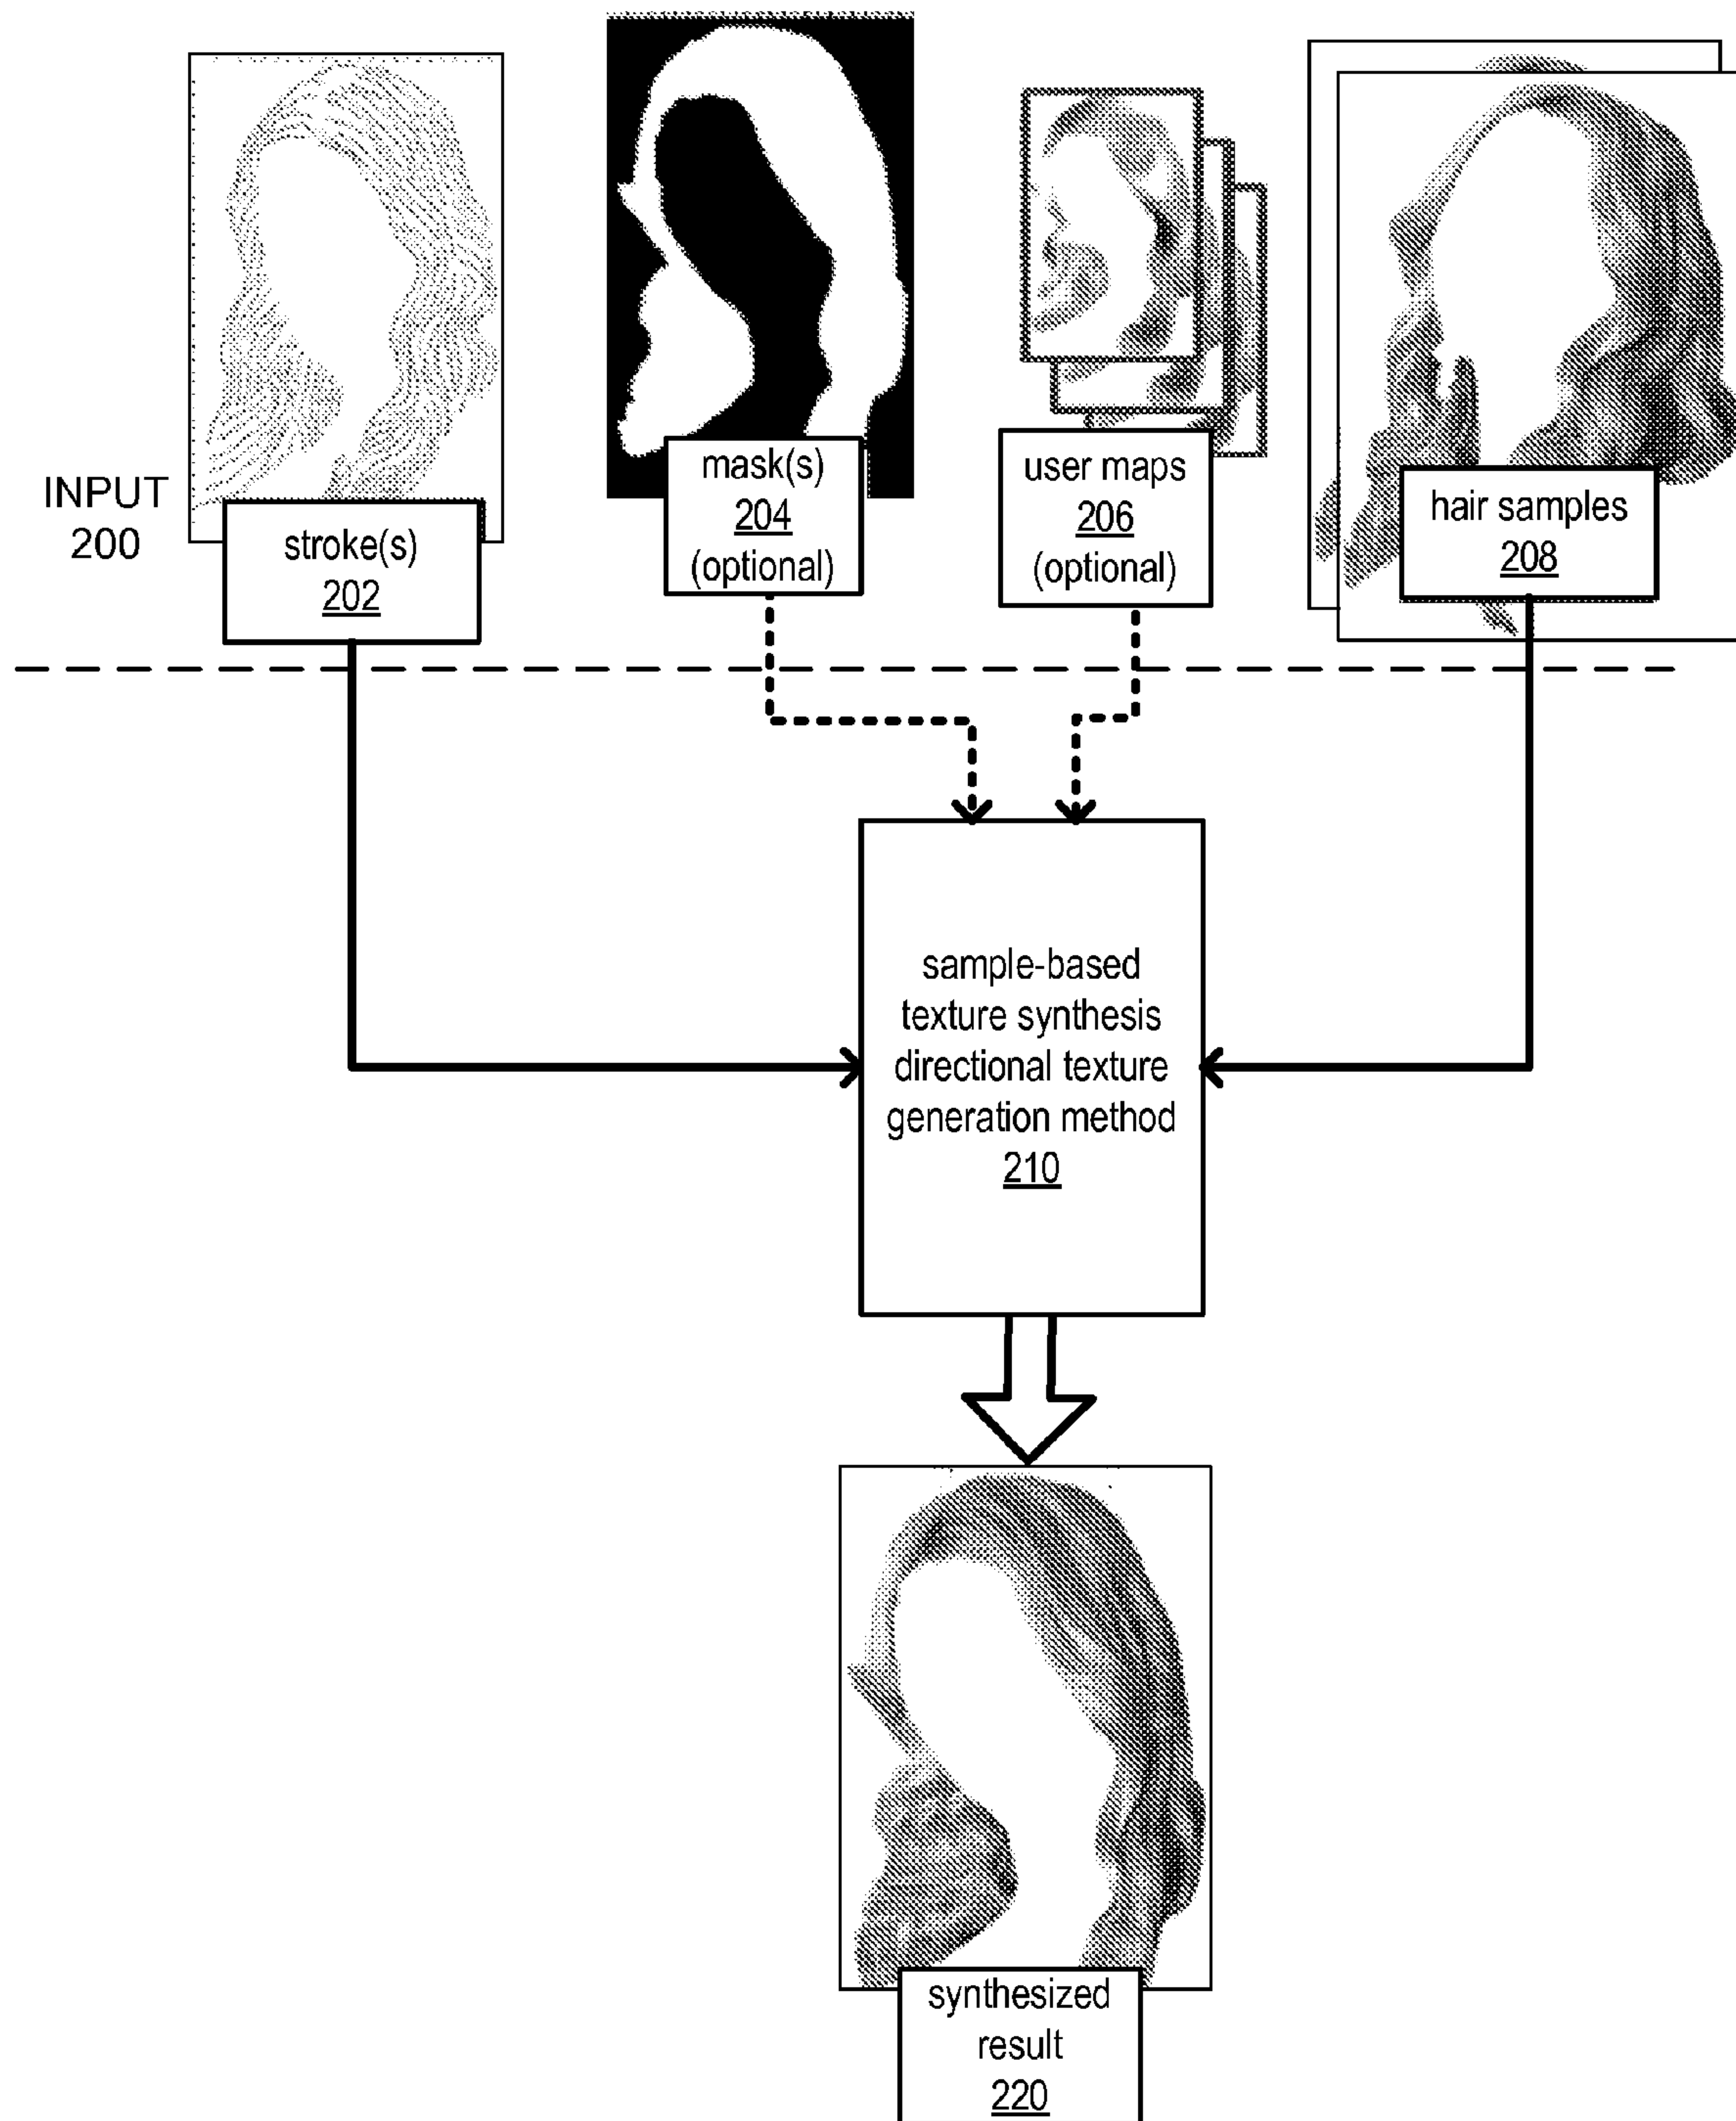 INPUT
200
stroke(s)
202
mask(s)
204
(optional)
user maps
206
(optional)
hair samples
208
sample-based
texture synthesis
directional texture
generation method
210
synthesized
result
220